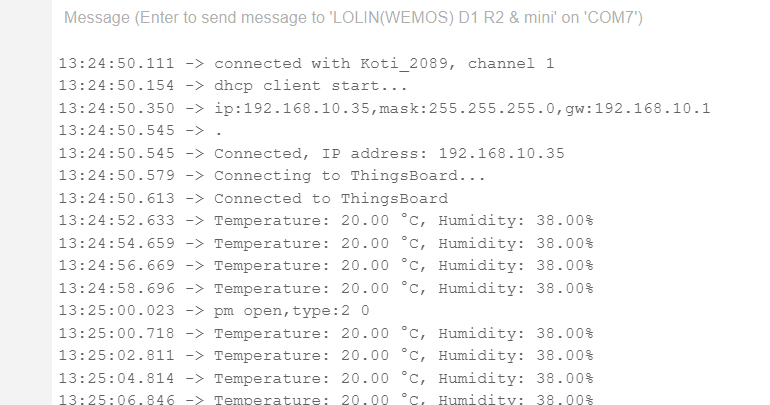 Message (Enter to send message to 'LOLIN(WEMOS) D1 R2 & mini' on 'COM7')
13:24:50.111 -> connected with Koti_2089, channel 1
13:24:50.154 -> dhcp client start...
13:24:50.350 -> ip:192.168.10.35,mask:255.255.255.0,gw:192.168.10.1
13:24:50.545 -> .
13:24:50.545 -> Connected, IP address: 192.168.10.35
13:24:50.579 -> Connecting to ThingsBoard...
13:24:50.613 -> Connected to ThingsBoard
13:24:52.633 -> Temperature: 20.00 °C, Humidity: 38.00%
13:24:54.659 -> Temperature: 20.00 °C, Humidity: 38.00%
13:24:56.669 -> Temperature: 20.00 °C, Humidity: 38.00%
13:24:58.696 -> Temperature: 20.00 °C, Humidity: 38.00%
13:25:00.023 -> pm open,type:2 0
13:25:00.718 -> Temperature: 20.00 °C, Humidity: 38.00%
13:25:02.811 -> Temperature: 20.00 °C, Humidity: 38.00%
13:25:04.814 -> Temperature: 20.00 °C, Humidity: 38.00%
13:25:06.846 -> Temperature: 20.00 °C, Humidity: 38.00%